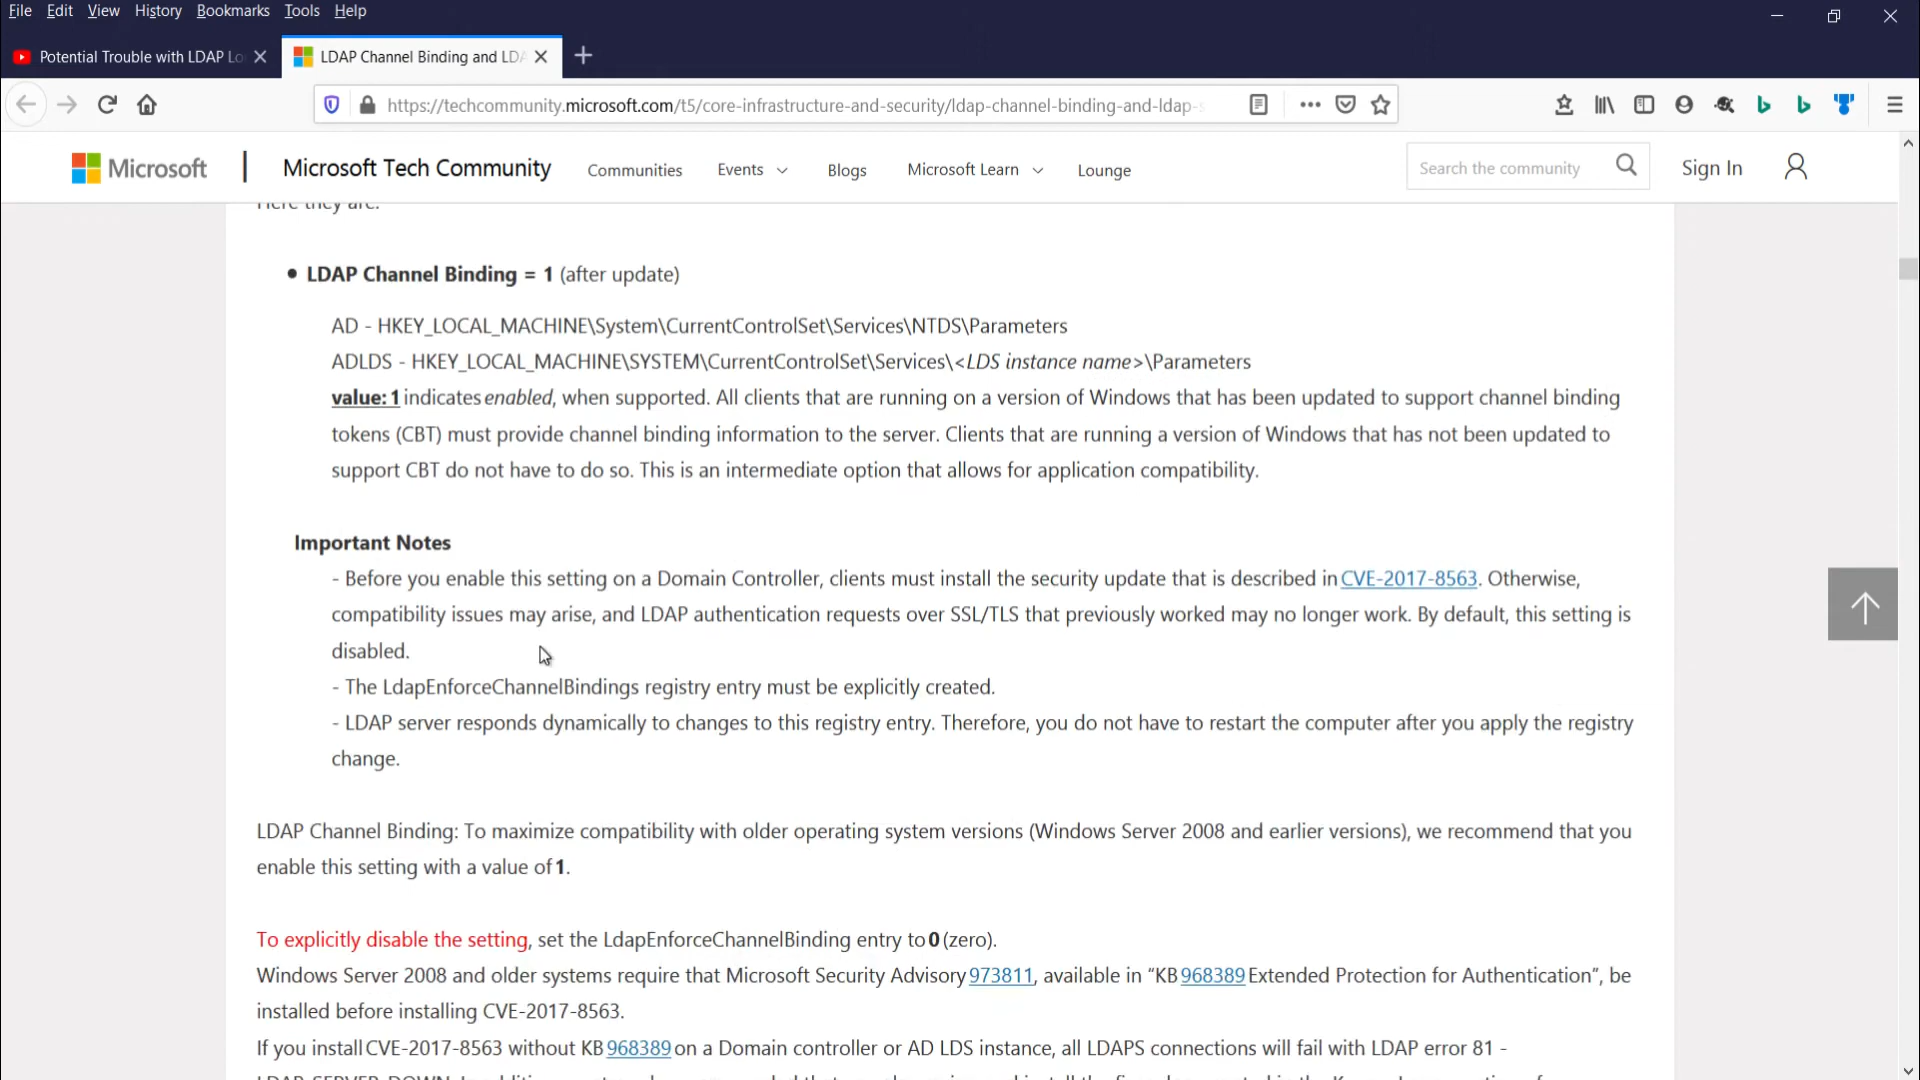 File Edit View History Bookmarks Tools Help
Potential Trouble with LDAP Lo
LDAP Channel Binding and LDA
https://techcommunity.microsoft.com/t5/core-infrastructure-and-security/ldap-channel-binding-and-ldap-s
Microsoft | Microsoft Tech Community Communities Events Blogs Microsoft Learn Lounge Search the community Sign In
Here they are:
• LDAP Channel Binding = 1 (after update)
AD - HKEY_LOCAL_MACHINE\System\CurrentControlSet\Services\NTDS\Parameters
ADLDS - HKEY_LOCAL_MACHINE\SYSTEM\CurrentControlSet\Services\<LDS instance name>\Parameters
value: 1 indicates enabled, when supported. All clients that are running on a version of Windows that has been updated to support channel binding
tokens (CBT) must provide channel binding information to the server. Clients that are running a version of Windows that has not been updated to
support CBT do not have to do so. This is an intermediate option that allows for application compatibility.
Important Notes
- Before you enable this setting on a Domain Controller, clients must install the security update that is described in CVE-2017-8563. Otherwise,
compatibility issues may arise, and LDAP authentication requests over SSL/TLS that previously worked may no longer work. By default, this setting is
disabled.
- The LdapEnforceChannelBindings registry entry must be explicitly created.
- LDAP server responds dynamically to changes to this registry entry. Therefore, you do not have to restart the computer after you apply the registry
change.
LDAP Channel Binding: To maximize compatibility with older operating system versions (Windows Server 2008 and earlier versions), we recommend that you
enable this setting with a value of 1.
To explicitly disable the setting, set the LdapEnforceChannelBinding entry to 0 (zero).
Windows Server 2008 and older systems require that Microsoft Security Advisory 973811, available in “KB 968389 Extended Protection for Authentication”, be
installed before installing CVE-2017-8563.
If you install CVE-2017-8563 without KB 968389 on a Domain controller or AD LDS instance, all LDAPS connections will fail with LDAP error 81 -